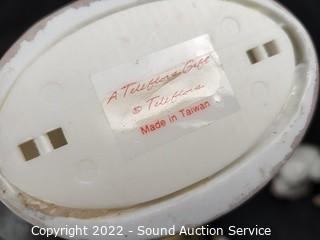 A Teleflora Gift
© Teleflora
Made in Taiwan
Copyright 2022 - Sound Auction Service